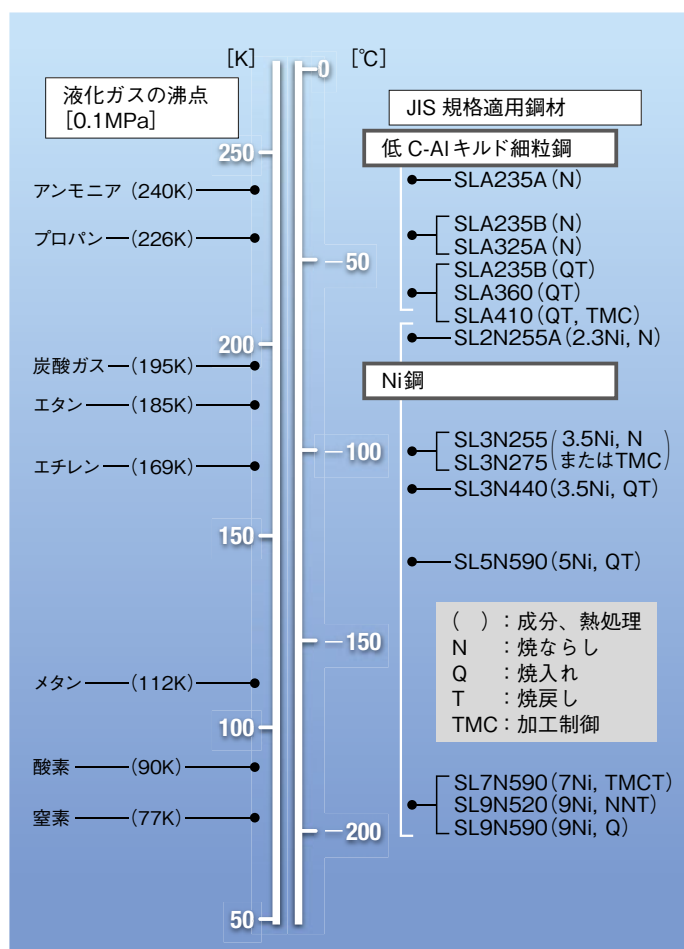 [K]
[℃]
液化ガスの沸点
[0.1MPa]
250
アンモニア (240K)
プロパン (226K)
200
炭酸ガス (195K)
エタン (185K)
エチレン (169K)
150
メタン (112K)
100
酸素 (90K)
窒素 (77K)
50
0
−50
−100
−150
−200
JIS 規格適用鋼材
低 C-Alキルド細粒鋼
SLA235A (N)
SLA235B (N)
SLA325A (N)
SLA235B (QT)
SLA360 (QT)
SLA410 (QT, TMC)
SL2N255A (2.3Ni, N)
Ni鋼
SL3N255 (3.5Ni, N
SL3N275 またはTMC)
SL3N440 (3.5Ni, QT)
SL5N590 (5Ni, QT)
( ):成分、熱処理
N :焼ならし
Q :焼入れ
T :焼戻し
TMC:加工制御
SL7N590 (7Ni, TMCT)
SL9N520 (9Ni, NNT)
SL9N590 (9Ni, Q)